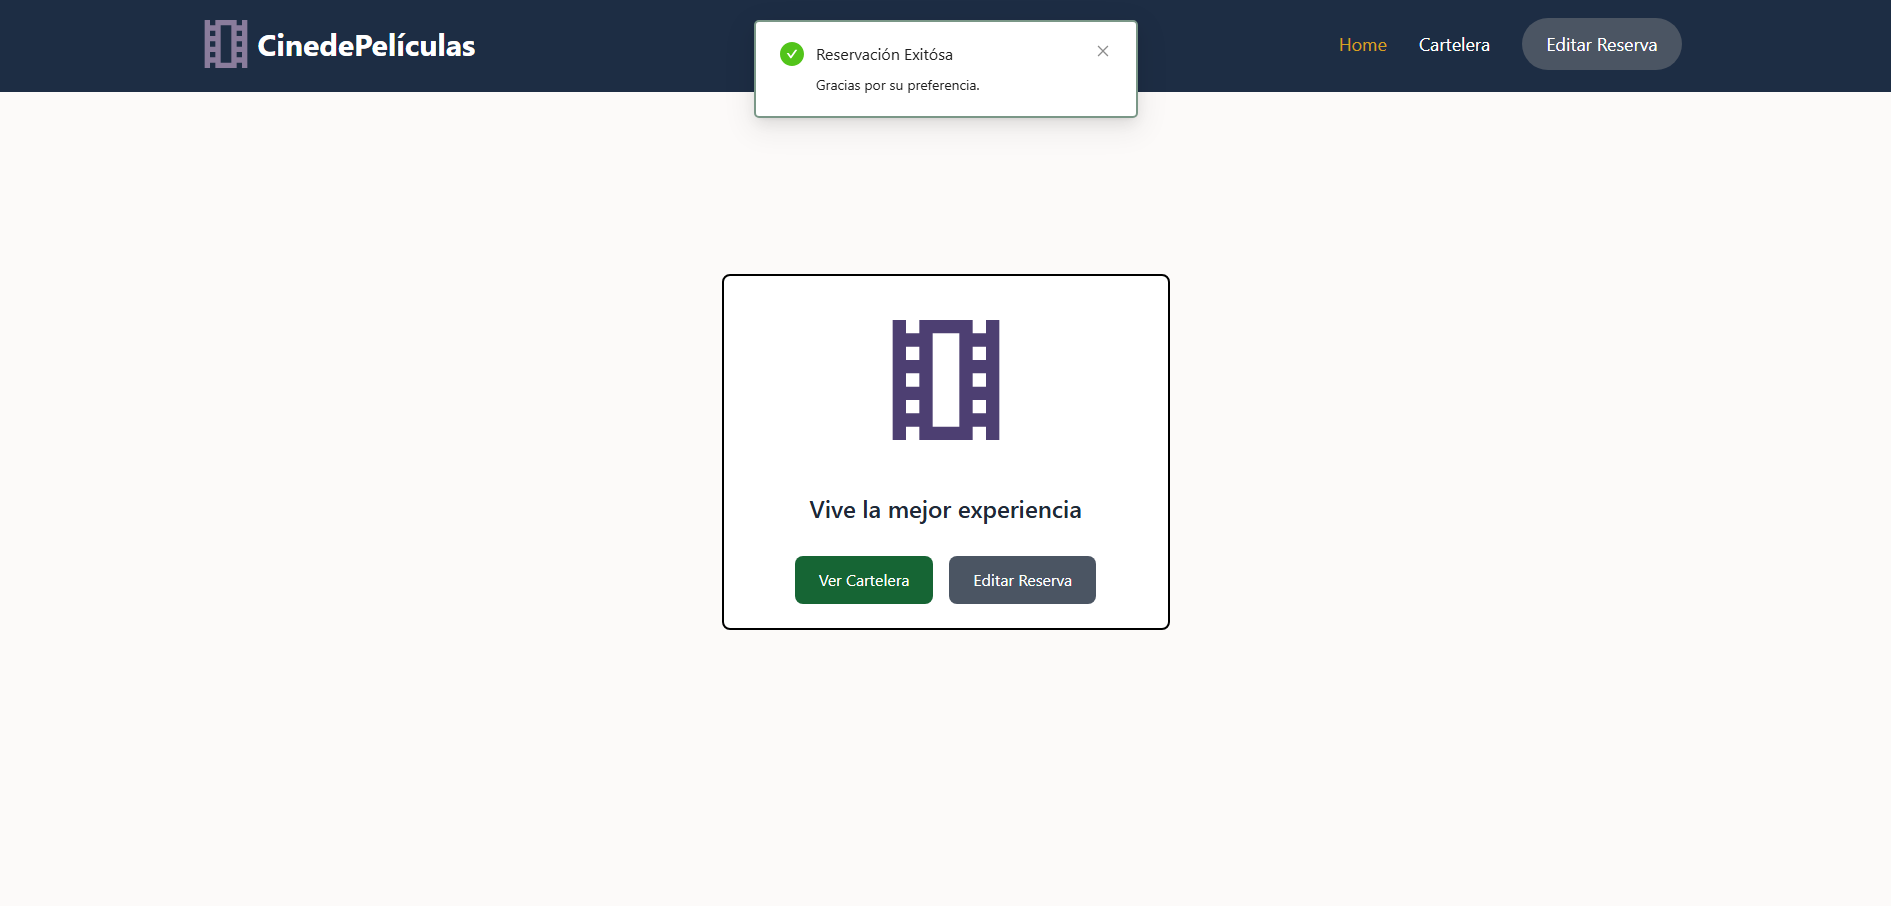 CinedePelículas
Reservación Exitósa
Gracias por su preferencia.
Home
Cartelera
Editar Reserva
Vive la mejor experiencia
Ver Cartelera
Editar Reserva